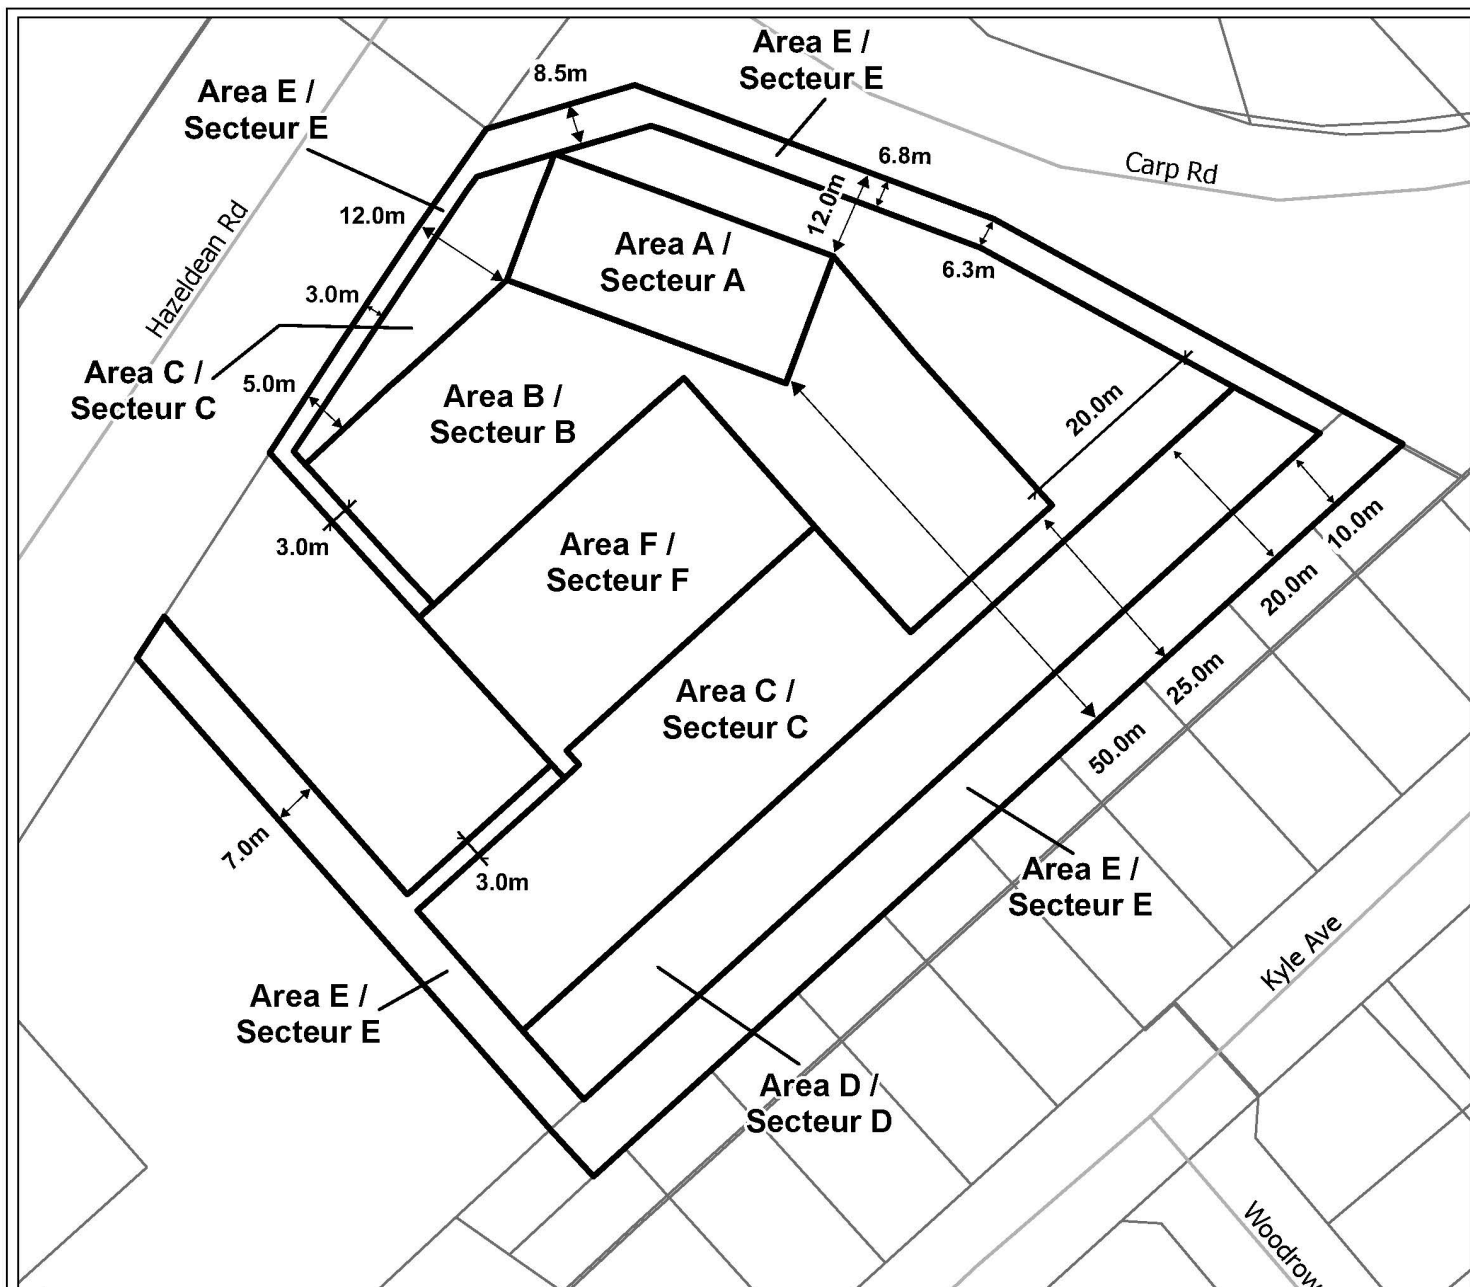 Area E /
Secteur E
8.5m
Area E /
Secteur E
6.8m
Carp Rd
12.0m
12.0m
Hazeldean Rd
Area A /
Secteur A
6.3m
3.0m
Area C /
Secteur C
5.0m
Area B /
Secteur B
20.0m
3.0m
Area F /
Secteur F
10.0m
20.0m
25.0m
50.0m
Area C /
Secteur C
7.0m
3.0m
Area E /
Secteur E
Kyle Ave
Area E /
Secteur E
Area D /
Secteur D
Woodrow